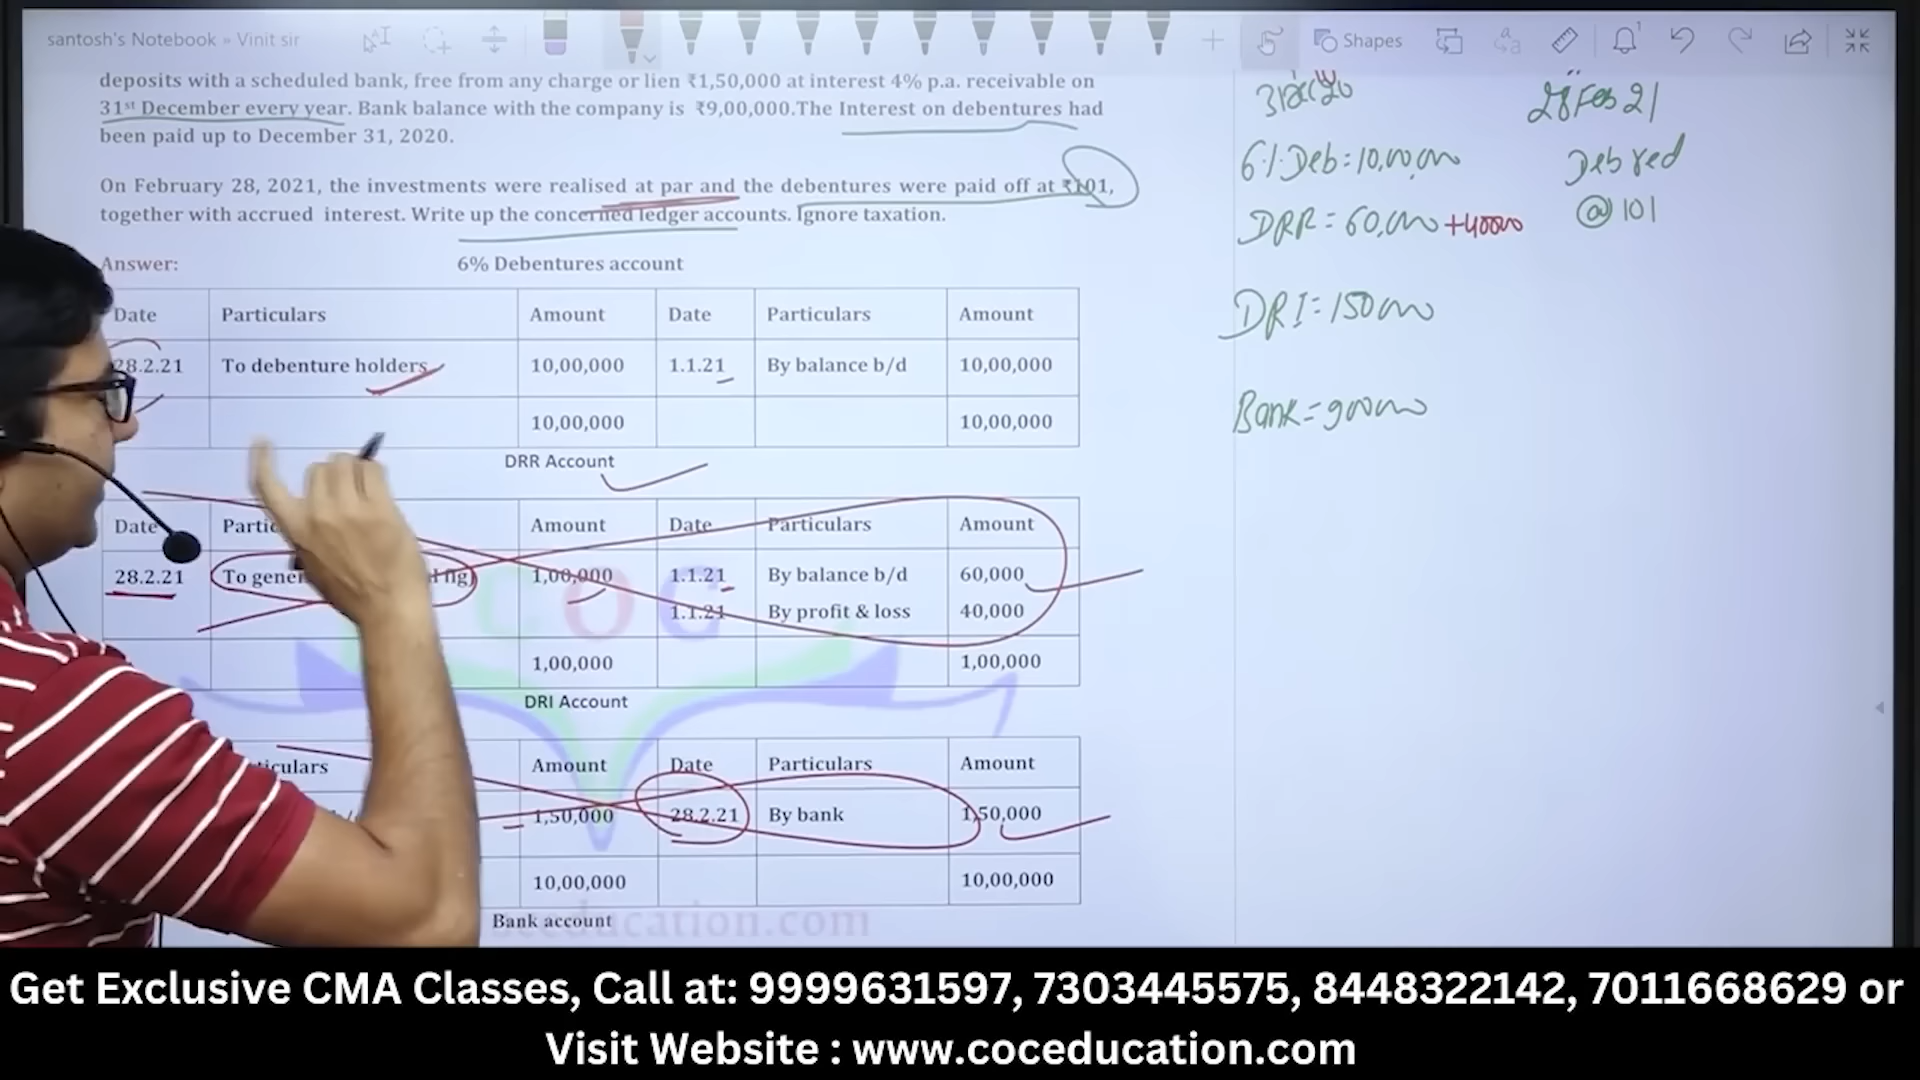 santosh's Notebook » Vinit sir
Shapes
deposits with a scheduled bank, free from any charge or lien ₹1,50,000 at interest 4% p.a. receivable on
31st December every year. Bank balance with the company is ₹9,00,000.The Interest on debentures had
been paid up to December 31, 2020.
On February 28, 2021, the investments were realised at par and the debentures were paid off at ₹101,
together with accrued interest. Write up the concerned ledger accounts. Ignore taxation.
Answer: 6% Debentures account
Date Particulars Amount Date Particulars Amount
28.2.21 To debenture holders 10,00,000 1.1.21 By balance b/d 10,00,000
10,00,000 10,00,000
DRR Account
Date Amount Date Particulars Amount
28.2.21 1,00,000 1.1.21 By balance b/d 60,000
1.1.21 By profit & loss 40,000
1,00,000 1,00,000
DRI Account
Amount Date Particulars Amount
1,50,000 28.2.21 By bank 1,50,000
10,00,000 10,00,000
Bank account
28 Feb 21
6% Deb = Deb red
DRR = @ 101
DRI =
Bank =
COC
Get Exclusive CMA Classes, Call at: 9999631597, 7303445575, 8448322142, 7011668629 or
Visit Website : www.coceducation.com